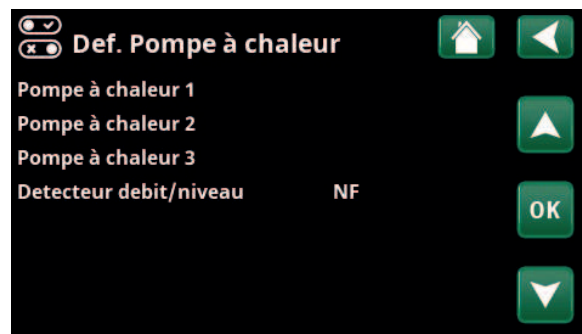 Def. Pompe à chaleur
Pompe à chaleur 1
Pompe à chaleur 2
Pompe à chaleur 3
Detecteur debit/niveau NF
OK